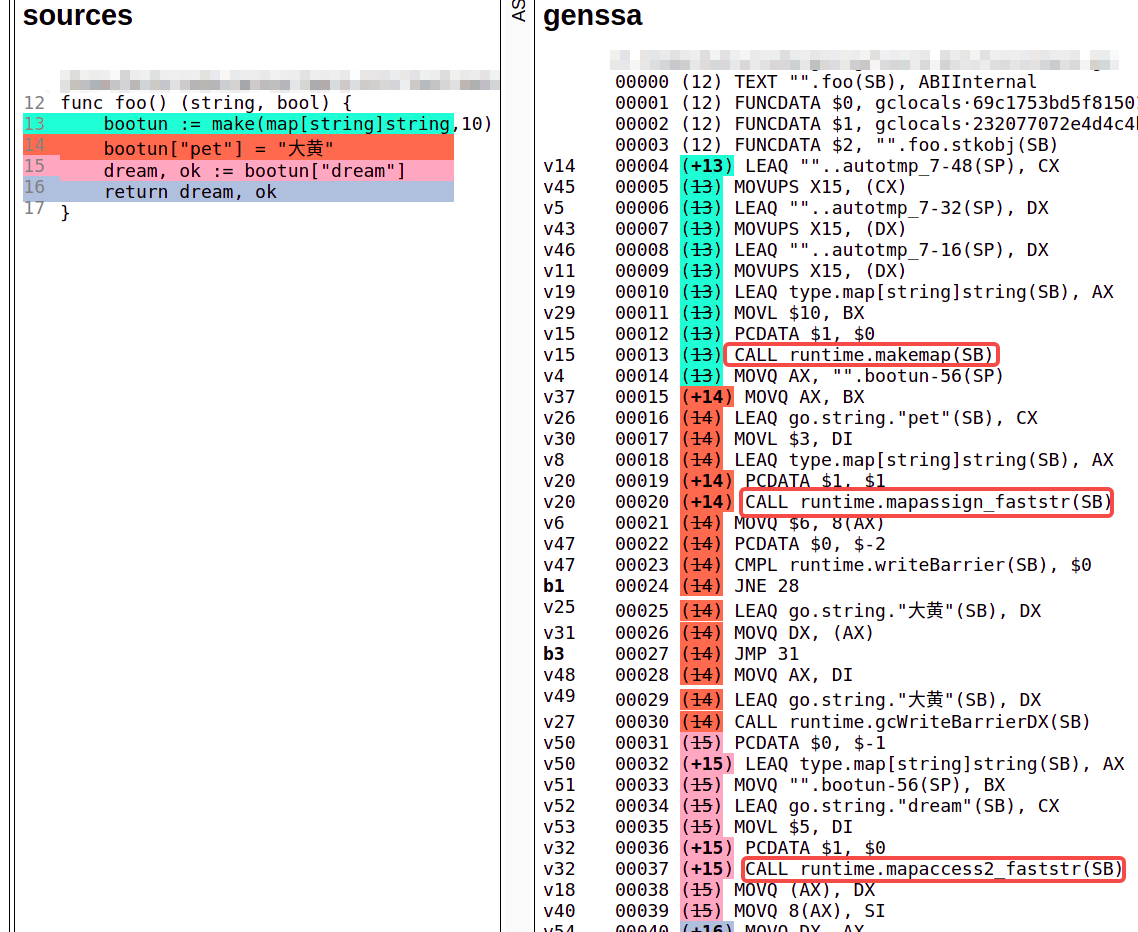 sources
12 func foo() (string, bool) {
13     bootun := make(map[string]string,10)
14     bootun["pet"] = "大黄"
15     dream, ok := bootun["dream"]
16     return dream, ok
17 }
AS
genssa
00000 (12) TEXT "".foo(SB), ABIInternal
00001 (12) FUNCDATA $0, gclocals·69c1753bd5f8150
00002 (12) FUNCDATA $1, gclocals·232077072e4d4c4
00003 (12) FUNCDATA $2, "".foo.stkobj(SB)
v14 00004 (+13) LEAQ ""..autotmp_7-48(SP), CX
v45 00005 (13) MOVUPS X15, (CX)
v5 00006 (13) LEAQ ""..autotmp_7-32(SP), DX
v43 00007 (13) MOVUPS X15, (DX)
v46 00008 (13) LEAQ ""..autotmp_7-16(SP), DX
v11 00009 (13) MOVUPS X15, (DX)
v19 00010 (13) LEAQ type.map[string]string(SB), AX
v29 00011 (13) MOVL $10, BX
v15 00012 (13) PCDATA $1, $0
v15 00013 (13) CALL runtime.makemap(SB)
v4 00014 (13) MOVQ AX, "".bootun-56(SP)
v37 00015 (+14) MOVQ AX, BX
v26 00016 (14) LEAQ go.string."pet"(SB), CX
v30 00017 (14) MOVL $3, DI
v8 00018 (14) LEAQ type.map[string]string(SB), AX
v20 00019 (+14) PCDATA $1, $1
v20 00020 (+14) CALL runtime.mapassign_faststr(SB)
v6 00021 (14) MOVQ $6, 8(AX)
v47 00022 (14) PCDATA $0, $-2
v47 00023 (14) CMPL runtime.writeBarrier(SB), $0
b1 00024 (14) JNE 28
v25 00025 (14) LEAQ go.string."大黄"(SB), DX
v31 00026 (14) MOVQ DX, (AX)
b3 00027 (14) JMP 31
v48 00028 (14) MOVQ AX, DI
v49 00029 (14) LEAQ go.string."大黄"(SB), DX
v27 00030 (14) CALL runtime.gcWriteBarrierDX(SB)
v50 00031 (15) PCDATA $0, $-1
v50 00032 (+15) LEAQ type.map[string]string(SB), AX
v51 00033 (15) MOVQ "".bootun-56(SP), BX
v52 00034 (15) LEAQ go.string."dream"(SB), CX
v53 00035 (15) MOVL $5, DI
v32 00036 (+15) PCDATA $1, $0
v32 00037 (+15) CALL runtime.mapaccess2_faststr(SB)
v18 00038 (15) MOVQ (AX), DX
v40 00039 (15) MOVQ 8(AX), SI
v54 00040 (+16) MOVQ DX, AX